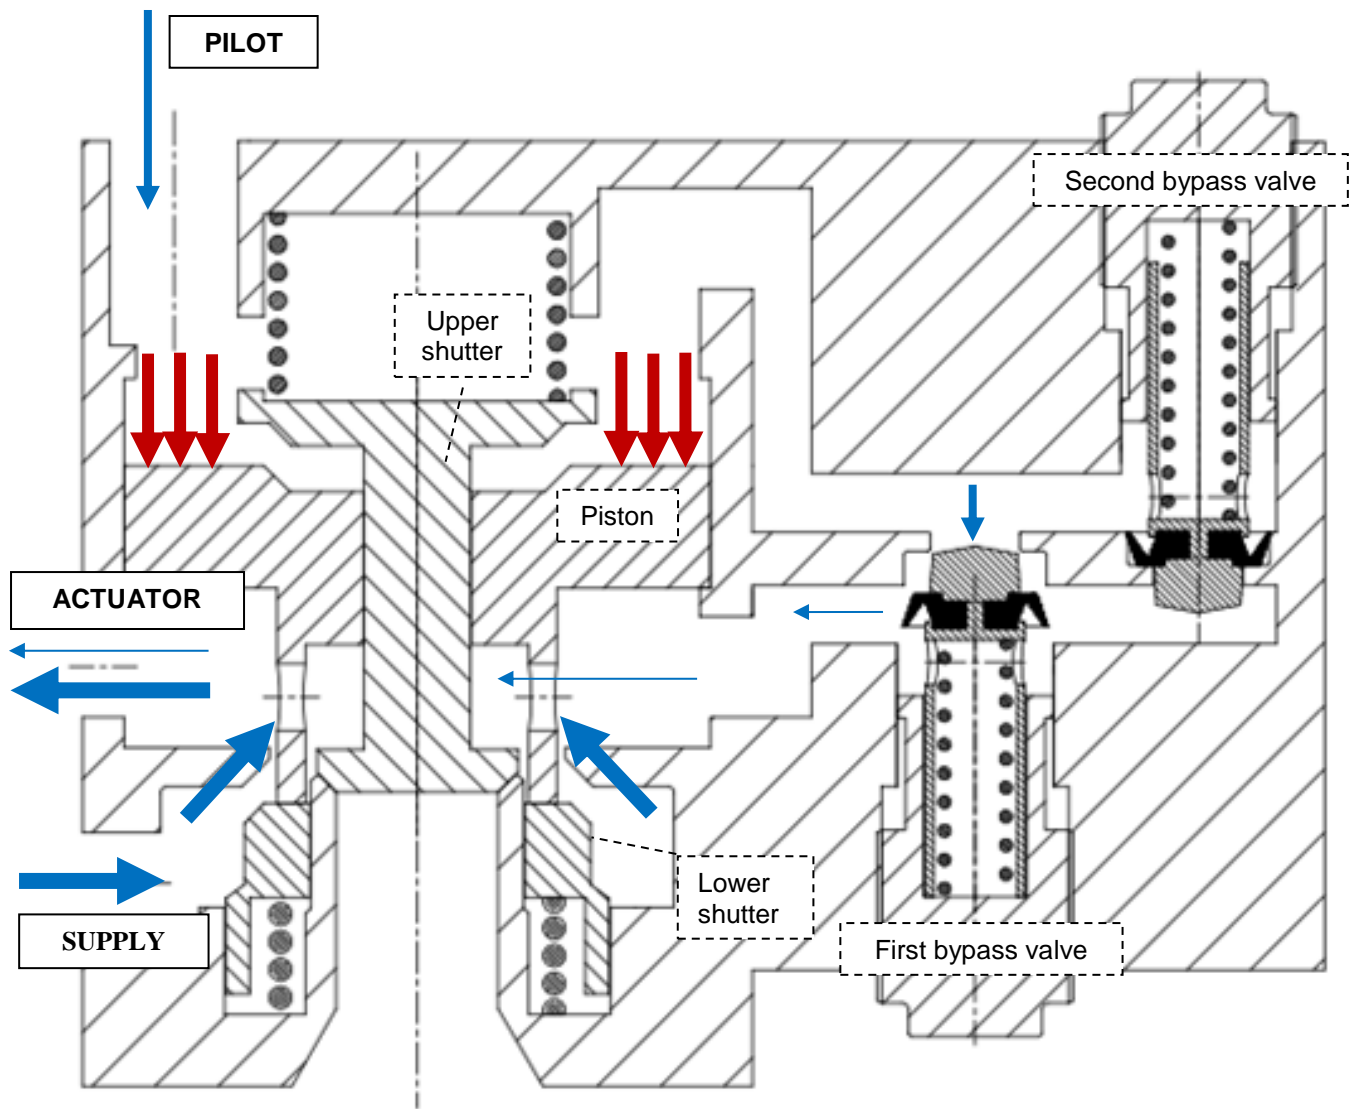 PILOT
Second bypass valve
Upper
shutter
Piston
ACTUATOR
Lower
shutter
SUPPLY
First bypass valve